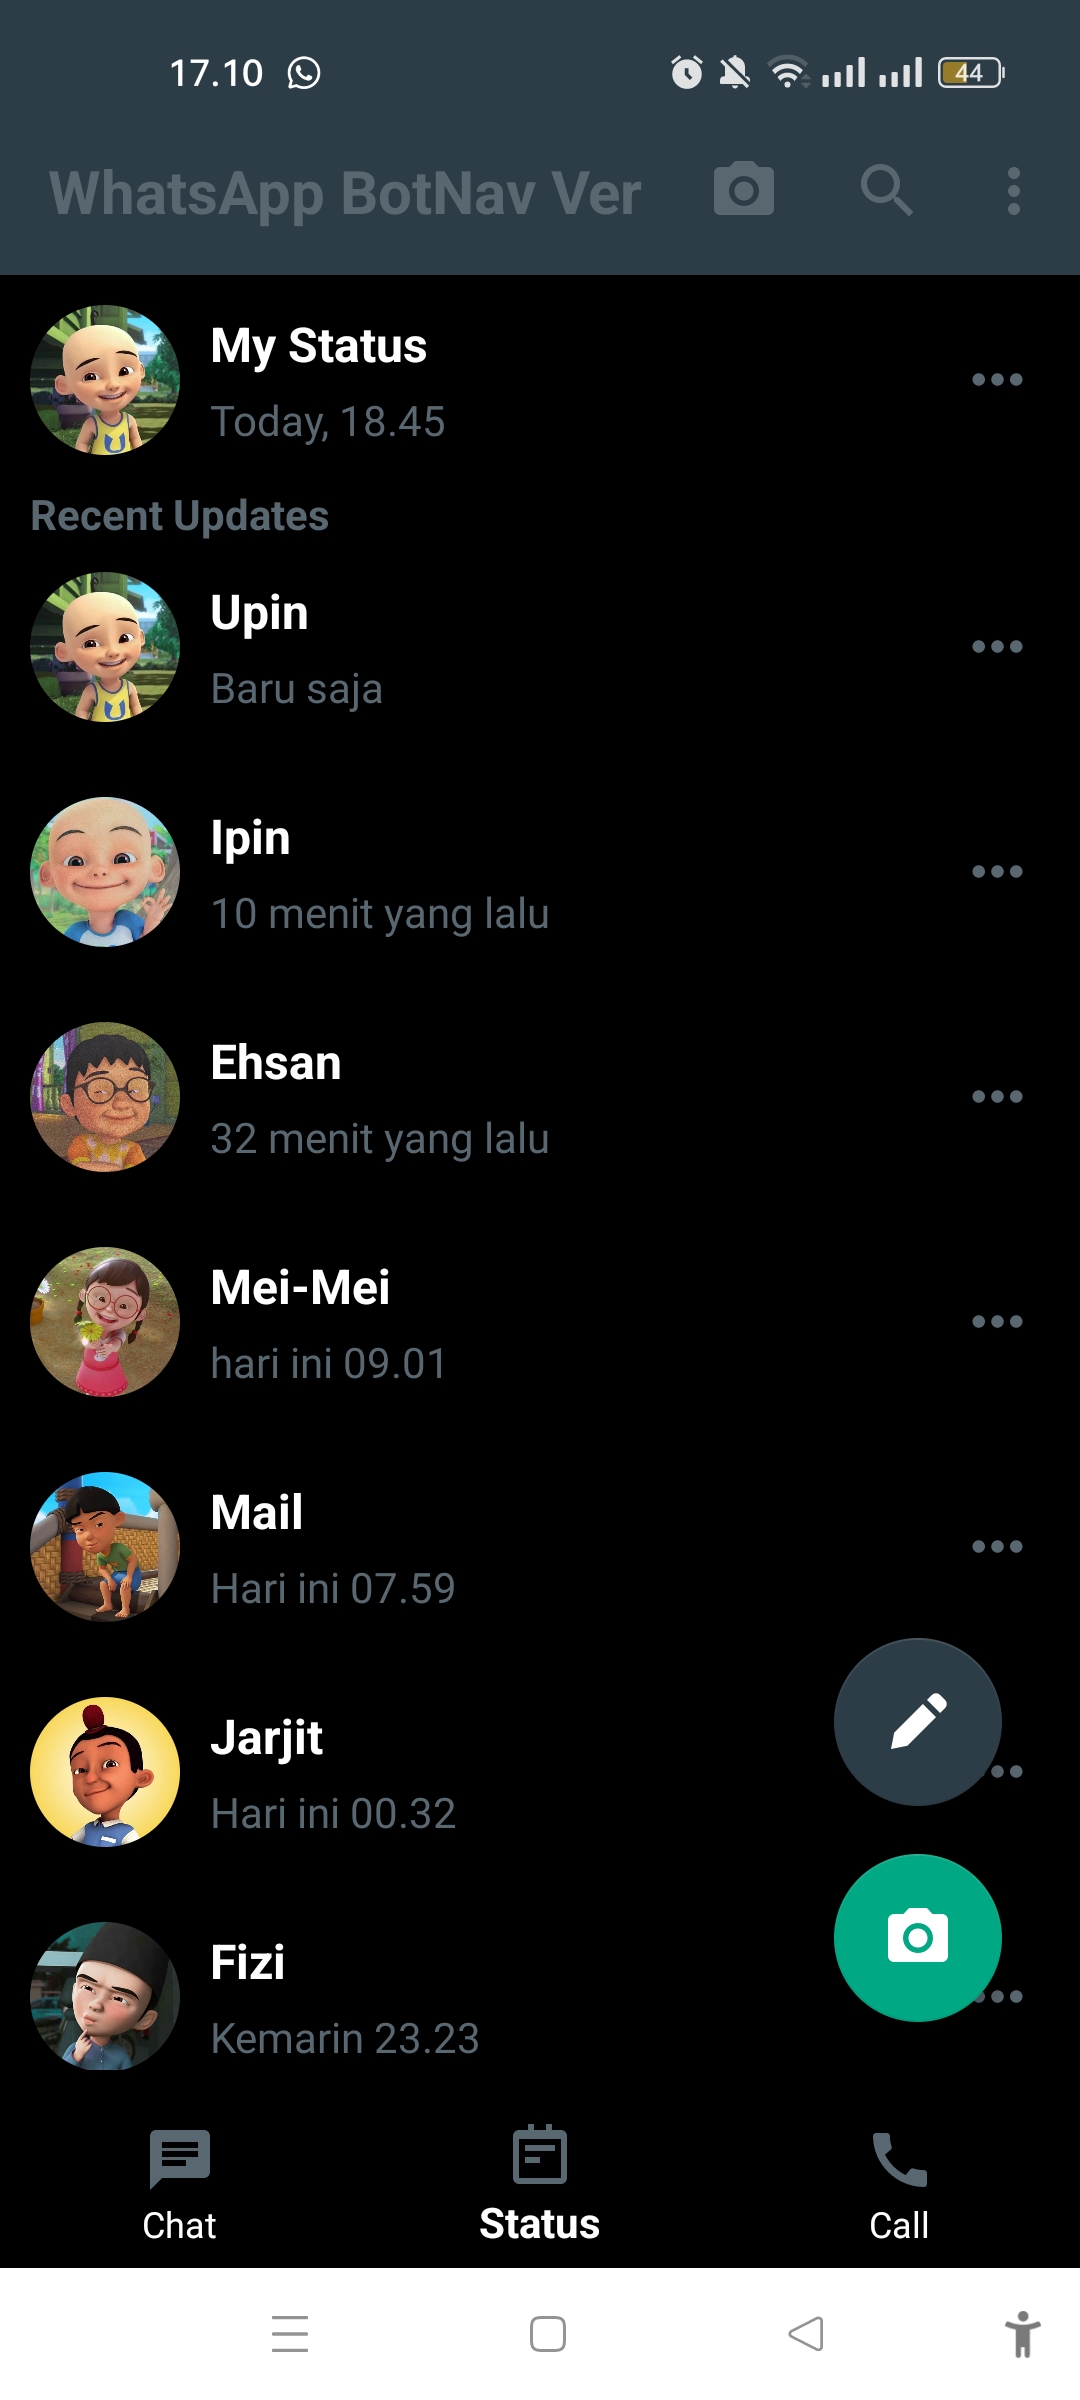 17.10
44
WhatsApp BotNav Ver
My Status
Today, 18.45
Recent Updates
Upin
Baru saja
Ipin
10 menit yang lalu
Ehsan
32 menit yang lalu
Mei-Mei
hari ini 09.01
Mail
Hari ini 07.59
Jarjit
Hari ini 00.32
Fizi
Kemarin 23.23
Chat
Status
Call